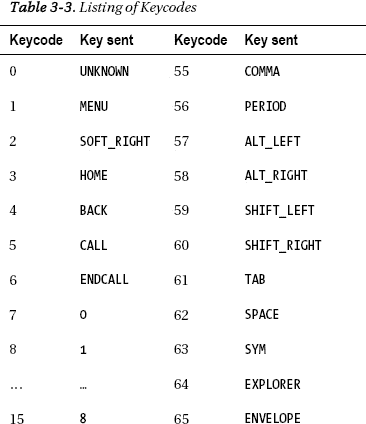 Table 3-3. Listing of Keycodes
Keycode Key sent Keycode Key sent
0 UNKNOWN 55 COMMA
1 MENU 56 PERIOD
2 SOFT_RIGHT 57 ALT_LEFT
3 HOME 58 ALT_RIGHT
4 BACK 59 SHIFT_LEFT
5 CALL 60 SHIFT_RIGHT
6 ENDCALL 61 TAB
7 0 62 SPACE
8 1 63 SYM
... … 64 EXPLORER
15 8 65 ENVELOPE